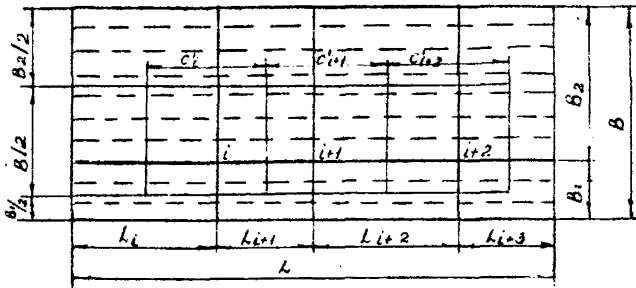 B₂/2
B/2
B₁/2
Cᵢ
Cᵢ₊₁
Cᵢ₊₂
i
i+1
i+2
B₂
B₁
B
Lᵢ
Lᵢ₊₁
Lᵢ₊₂
Lᵢ₊₃
L